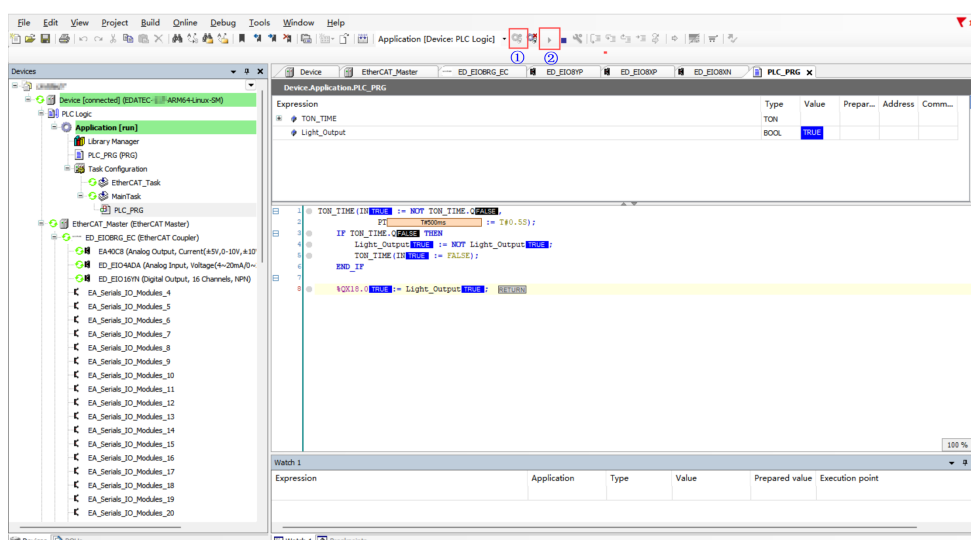 File Edit View Project Build Online Debug Tools Window Help
Application [Device: PLC Logic]
① ②
Devices
Device EtherCAT_Master ED_EIOBRG_EC ED_EIO8YP ED_EIO8XP ED_EIO8XN PLC_PRG
Device.Application.PLC_PRG
Expression Type Value Prepar... Address Comm...
TON_TIME TON
Light_Output BOOL TRUE
Device [connected] (EDATEC- -ARM64-Linux-SM)
PLC Logic
Application [run]
Library Manager
PLC_PRG (PRG)
Task Configuration
EtherCAT_Task
MainTask
PLC_PRG
EtherCAT_Master (EtherCAT Master)
ED_EIOBRG_EC (EtherCAT Coupler)
EA40C8 (Analog Output, Current(±5V,0-10V,±10
ED_EIO4ADA (Analog Input, Voltage(4~20mA/0~
ED_EIO16YN (Digital Output, 16 Channels, NPN)
EA_Serials_IO_Modules_4
EA_Serials_IO_Modules_5
EA_Serials_IO_Modules_6
EA_Serials_IO_Modules_7
EA_Serials_IO_Modules_8
EA_Serials_IO_Modules_9
EA_Serials_IO_Modules_10
EA_Serials_IO_Modules_11
EA_Serials_IO_Modules_12
EA_Serials_IO_Modules_13
EA_Serials_IO_Modules_14
EA_Serials_IO_Modules_15
EA_Serials_IO_Modules_16
EA_Serials_IO_Modules_17
EA_Serials_IO_Modules_18
EA_Serials_IO_Modules_19
EA_Serials_IO_Modules_20
1 TON_TIME(IN TRUE := NOT TON_TIME.Q FALSE,
2 PT T#500ms := T#0.5S);
3 IF TON_TIME.Q FALSE THEN
4 Light_Output TRUE := NOT Light_Output TRUE;
5 TON_TIME(IN TRUE := FALSE);
6 END_IF
7
8 %QX18.0 TRUE := Light_Output TRUE; RETURN
100 %
Watch 1
Expression Application Type Value Prepared value Execution point